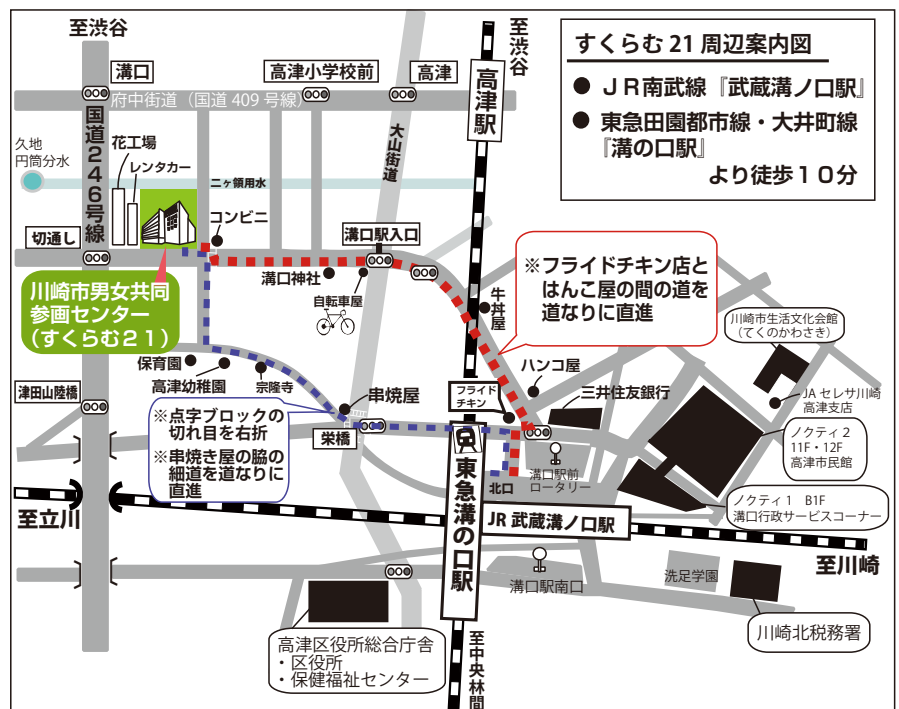 すくらむ21周辺案内図
● JR南武線『武蔵溝ノ口駅』
● 東急田園都市線・大井町線
『溝の口駅』
より徒歩10分
至渋谷
至渋谷
溝口
高津小学校前
高津
府中街道（国道409号線）
高津駅
国道246号線
大山街道
久地
円筒分水
花工場
レンタカー
二ヶ領用水
コンビニ
切通し
溝口駅入口
溝口神社
自転車屋
川崎市男女共同
参画センター
（すくらむ21）
※フライドチキン店と
はんこ屋の間の道を
道なりに直進
牛丼屋
川崎市生活文化会館
（てくのかわさき）
保育園
高津幼稚園
宗隆寺
ハンコ屋
JAセレサ川崎
高津支店
津田山陸橋
串焼屋
フライド
チキン
三井住友銀行
※点字ブロックの
切れ目を右折
※串焼き屋の脇の
細道を道なりに
直進
栄橋
ノクティ2
11F・12F
高津市民館
東急溝の口駅
北口
溝口駅前
ロータリー
ノクティ1 B1F
溝口行政サービスコーナー
至立川
JR武蔵溝ノ口駅
至川崎
溝口駅南口
洗足学園
川崎北税務署
高津区役所総合庁舎
・区役所
・保健福祉センター
至中央林間